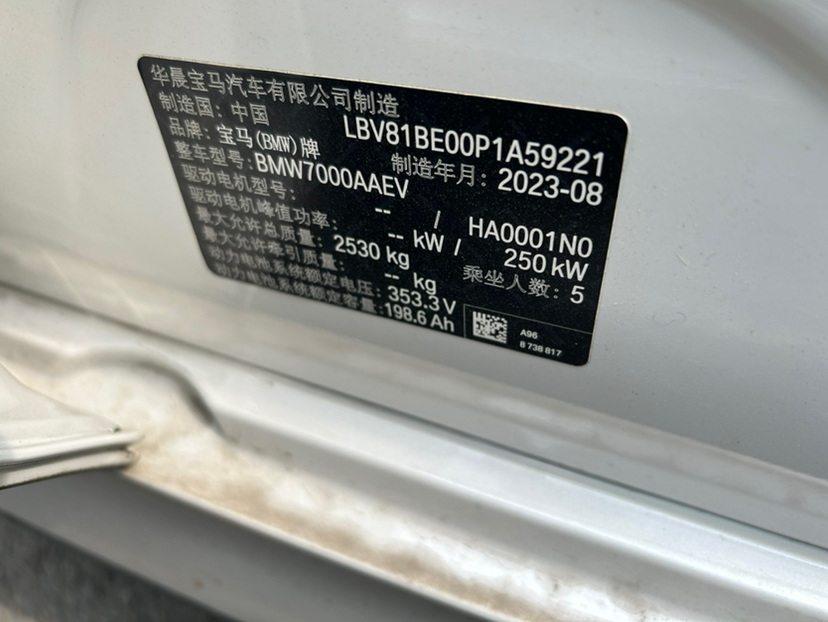 华晨宝马汽车有限公司制造
制造国: 中国 LBV81BE00P1A59221
品牌: 宝马(BMW)牌 制造年月: 2023-08
整车型号: BMW7000AAEV
驱动电机型号: -- / HA0001N0
驱动电机峰值功率: -- kW / 250 kW
最大允许总质量: 2530 kg 乘坐人数: 5
最大允许牵引质量: -- kg
动力电池系统额定电压: 353.3 V
动力电池系统额定容量: 198.6 Ah
A96
8 738 817